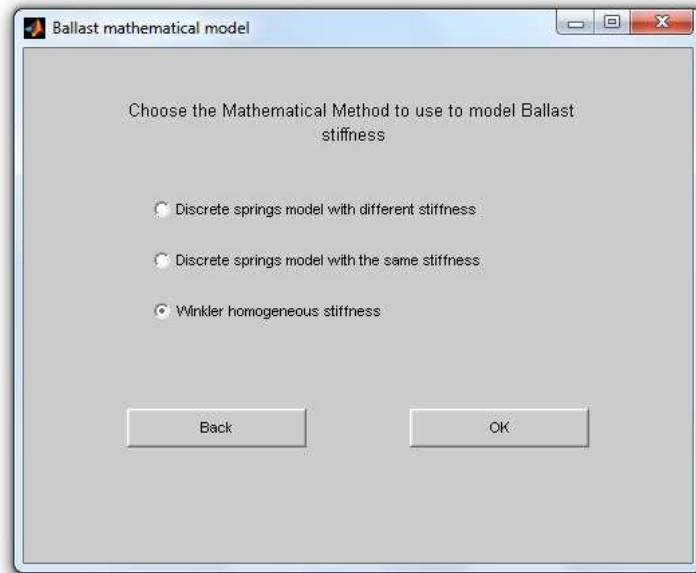 Ballast mathematical model
Choose the Mathematical Method to use to model Ballast
stiffness
Discrete springs model with different stiffness
Discrete springs model with the same stiffness
Winkler homogeneous stiffness
Back
OK